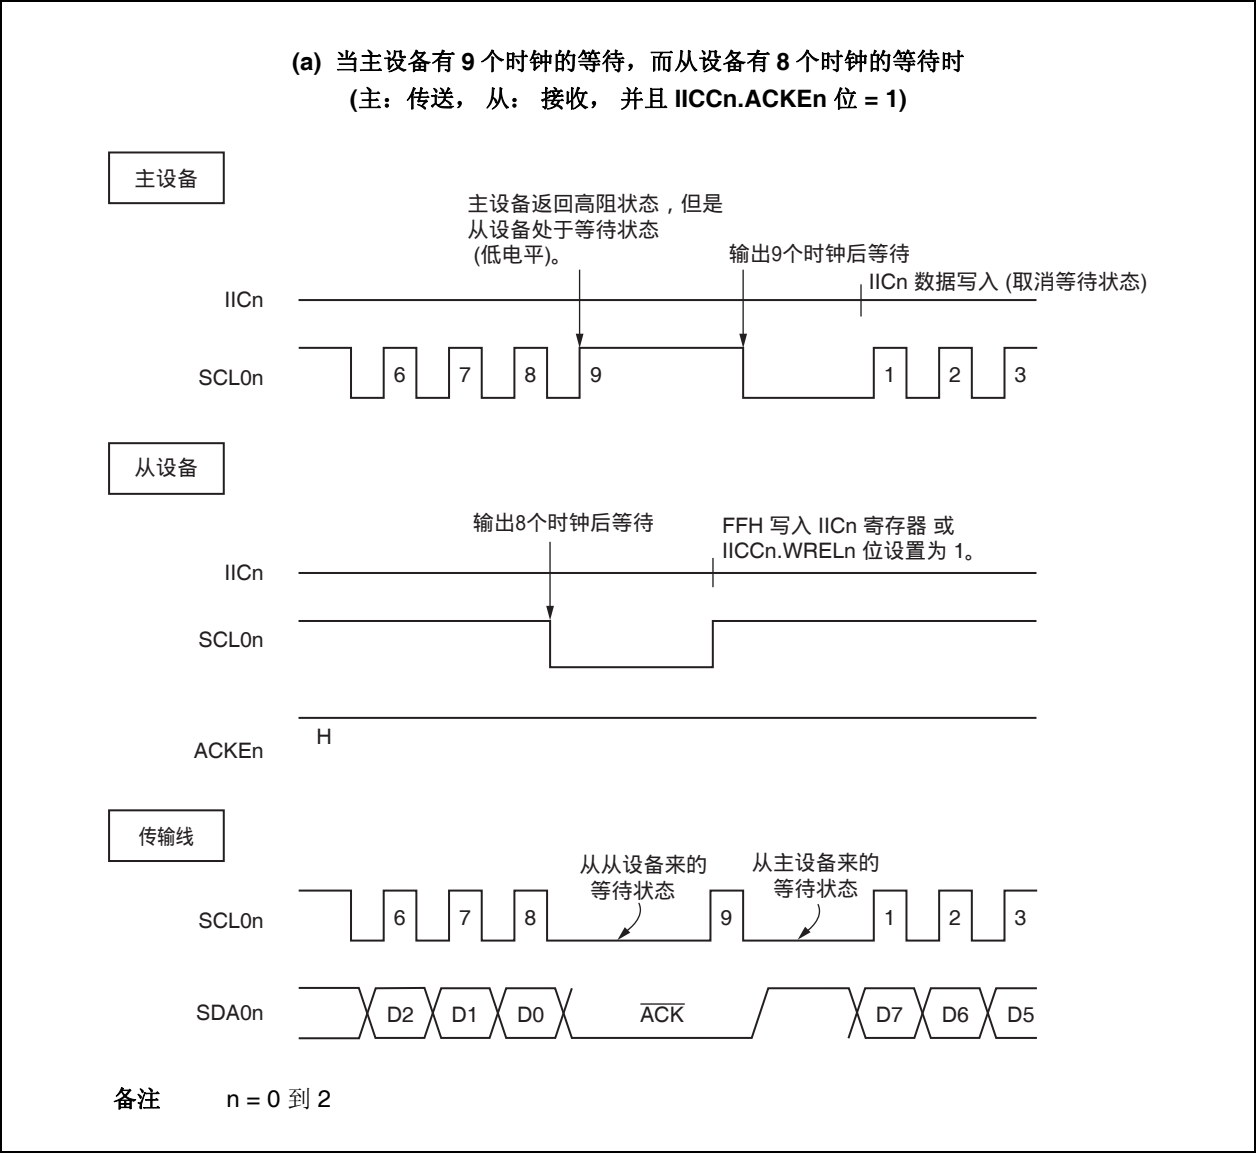 (a) 当主设备有 9 个时钟的等待，而从设备有 8 个时钟的等待时
(主：传送， 从： 接收， 并且 IICCn.ACKEn 位 = 1)
主设备
主设备返回高阻状态，但是
从设备处于等待状态
(低电平)。
输出9个时钟后等待
IICn 数据写入 (取消等待状态)
IICn
SCL0n
6 7 8 9 1 2 3
从设备
输出8个时钟后等待
FFH 写入 IICn 寄存器 或
IICCn.WRELn 位设置为 1。
IICn
SCL0n
H
ACKEn
传输线
从从设备来的
等待状态
从主设备来的
等待状态
SCL0n
6 7 8 9 1 2 3
SDA0n
D2 D1 D0 A̅C̅K̅ D7 D6 D5
备注 n = 0 到 2